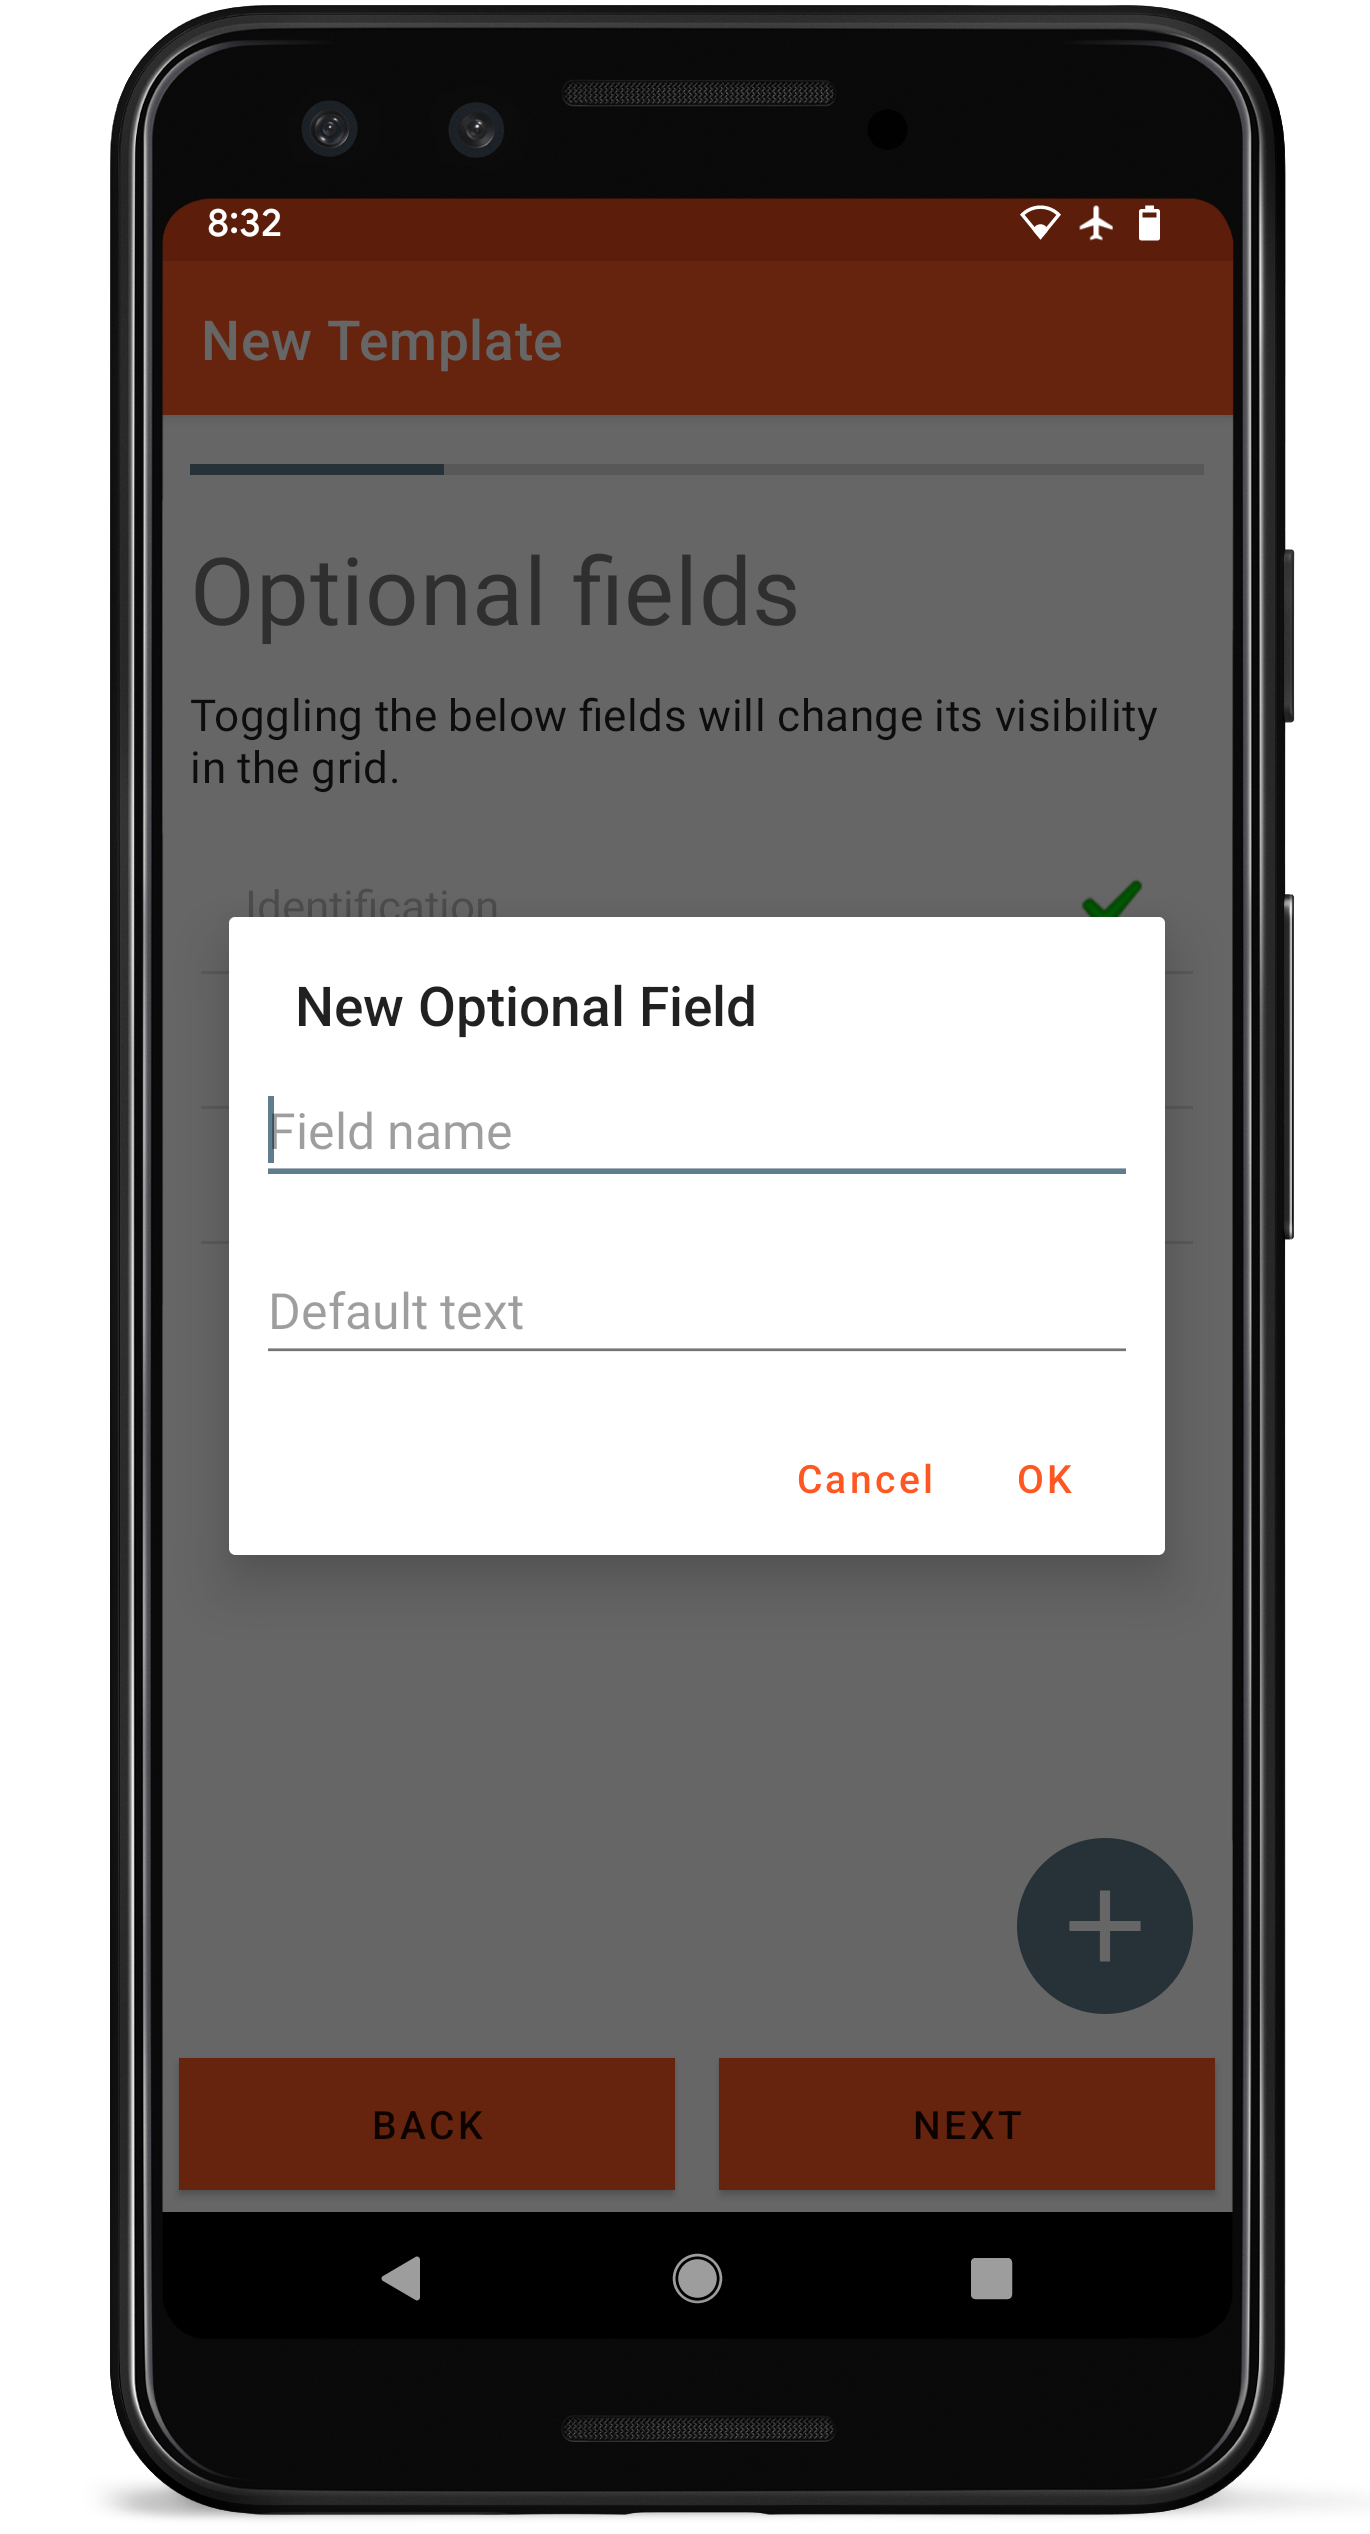 8:32
New Template
Optional fields
Toggling the below fields will change its visibility
in the grid.
Identification
New Optional Field
Field name
Default text
Cancel OK
BACK NEXT